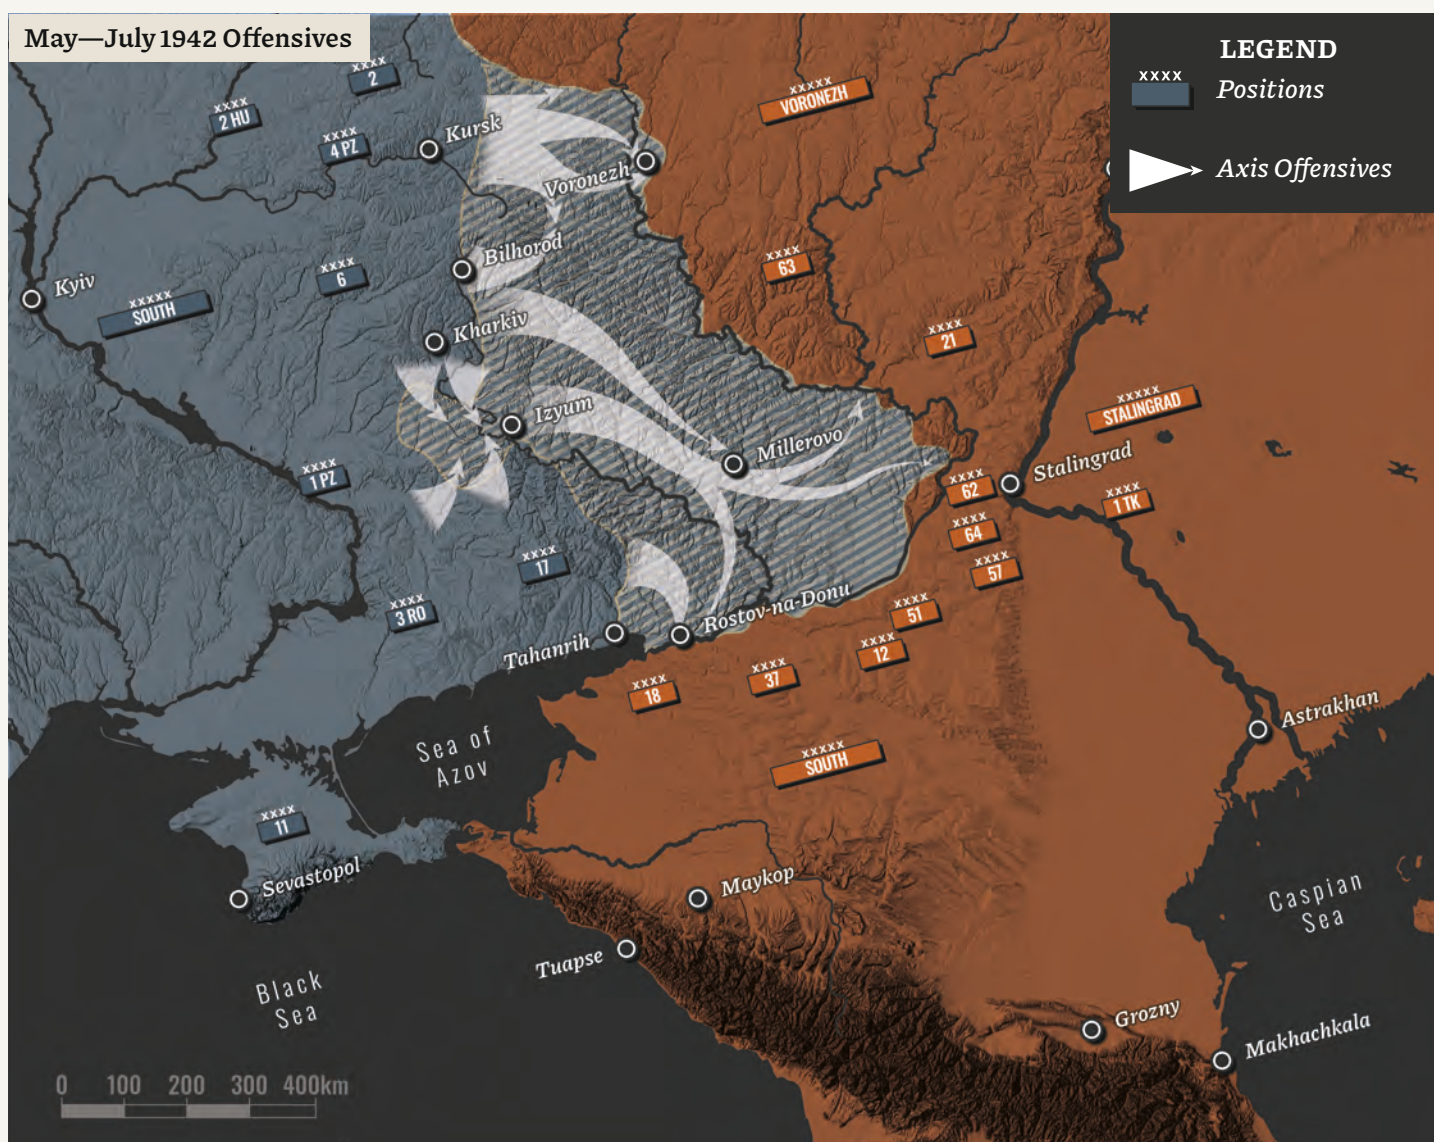 May—July 1942 Offensives
LEGEND
xxxx
Positions
Axis Offensives
xxxx
2
xxxx
2 HU
xxxx
4 PZ
Kursk
Voronezh
xxxxx
VORONEZH
Bilhorod
xxxx
63
Kyiv
xxxxx
SOUTH
xxxx
6
Kharkiv
xxxx
21
Izyum
Millerovo
xxxxx
STALINGRAD
Stalingrad
xxxx
1 PZ
xxxx
62
xxxx
1 TK
xxxx
64
xxxx
17
xxxx
57
xxxx
3 RO
Rostov-na-Donu
xxxx
51
Tahanrih
xxxx
12
xxxx
18
xxxx
37
xxxxx
SOUTH
Sea of
Azov
Astrakhan
xxxx
11
Sevastopol
Maykop
Caspian
Sea
Tuapse
Black
Sea
Grozny
Makhachkala
0 100 200 300 400km